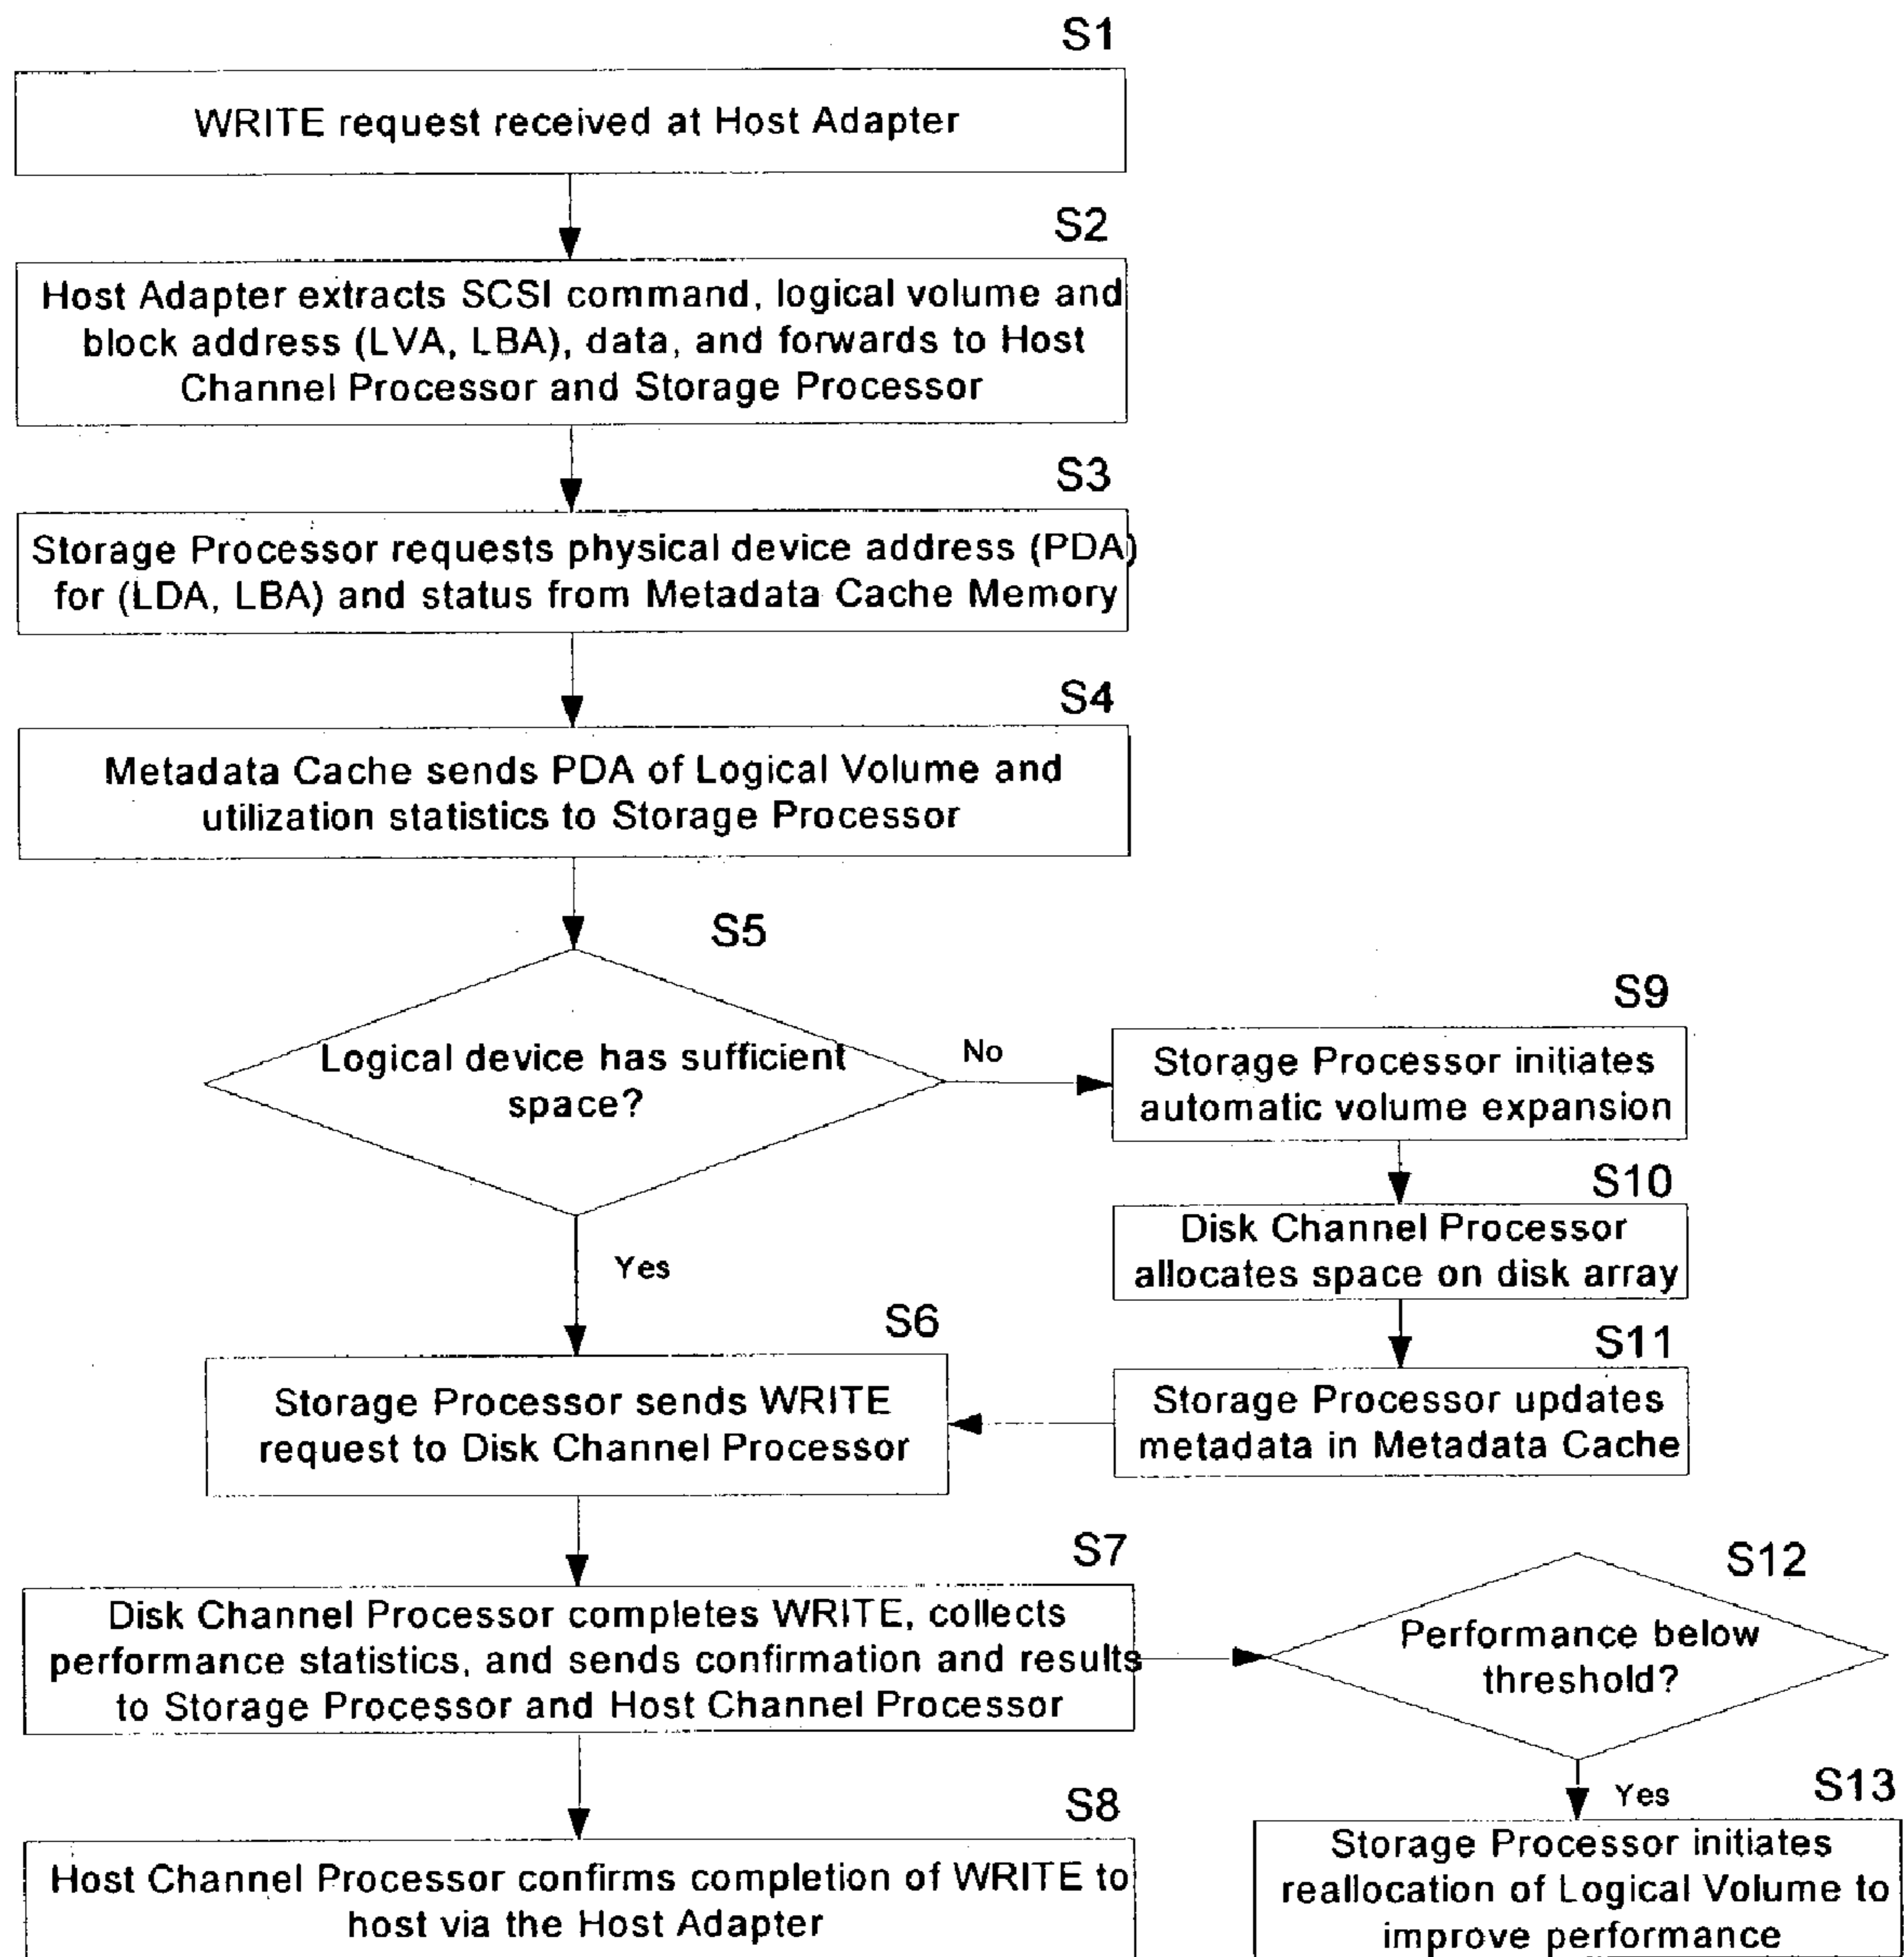 S1
WRITE request received at Host Adapter
S2
Host Adapter extracts SCSI command, logical volume and
block address (LVA, LBA), data, and forwards to Host
Channel Processor and Storage Processor
S3
Storage Processor requests physical device address (PDA)
for (LDA, LBA) and status from Metadata Cache Memory
S4
Metadata Cache sends PDA of Logical Volume and
utilization statistics to Storage Processor
S5
Logical device has sufficient
space?
No
Yes
S9
Storage Processor initiates
automatic volume expansion
S10
Disk Channel Processor
allocates space on disk array
S11
Storage Processor updates
metadata in Metadata Cache
S6
Storage Processor sends WRITE
request to Disk Channel Processor
S7
Disk Channel Processor completes WRITE, collects
performance statistics, and sends confirmation and results
to Storage Processor and Host Channel Processor
S12
Performance below
threshold?
Yes
S8
Host Channel Processor confirms completion of WRITE to
host via the Host Adapter
S13
Storage Processor initiates
reallocation of Logical Volume to
improve performance